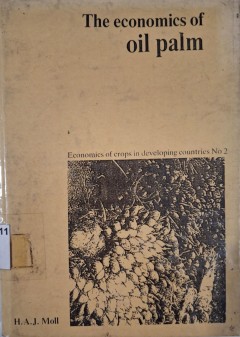 The economics of
oil palm
Economics of crops in developing countries No 2
11
H.A.J. Moll